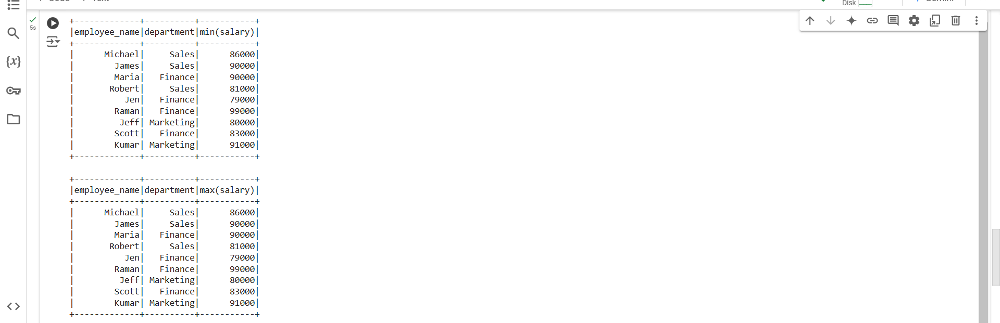 Disk
5s
+-------------+----------+-----------+
|employee_name|department|min(salary)|
+-------------+----------+-----------+
|      Michael|     Sales|      86000|
|        James|     Sales|      90000|
|        Maria|   Finance|      90000|
|       Robert|     Sales|      81000|
|          Jen|   Finance|      79000|
|        Raman|   Finance|      99000|
|         Jeff| Marketing|      80000|
|        Scott|   Finance|      83000|
|        Kumar| Marketing|      91000|
+-------------+----------+-----------+
+-------------+----------+-----------+
|employee_name|department|max(salary)|
+-------------+----------+-----------+
|      Michael|     Sales|      86000|
|        James|     Sales|      90000|
|        Maria|   Finance|      90000|
|       Robert|     Sales|      81000|
|          Jen|   Finance|      79000|
|        Raman|   Finance|      99000|
|         Jeff| Marketing|      80000|
|        Scott|   Finance|      83000|
|        Kumar| Marketing|      91000|
+-------------+----------+-----------+